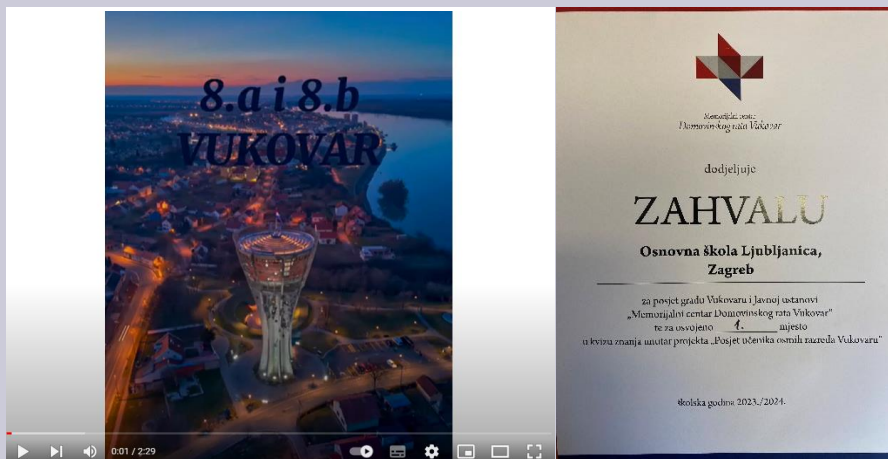 8.a i 8.b
VUKOVAR
0:01 / 2:29
Memorijalni centar
Domovinskog rata Vukovar
dodjeljuje
ZAHVALU
Osnovna škola Ljubljanica,
Zagreb
za posjet gradu Vukovaru i Javnoj ustanovi
„Memorijalni centar Domovinskog rata Vukovar"
te za osvojeno 1. mjesto
u kvizu znanja unutar projekta „Posjet učenika osmih razreda Vukovaru"
školska godina 2023./2024.